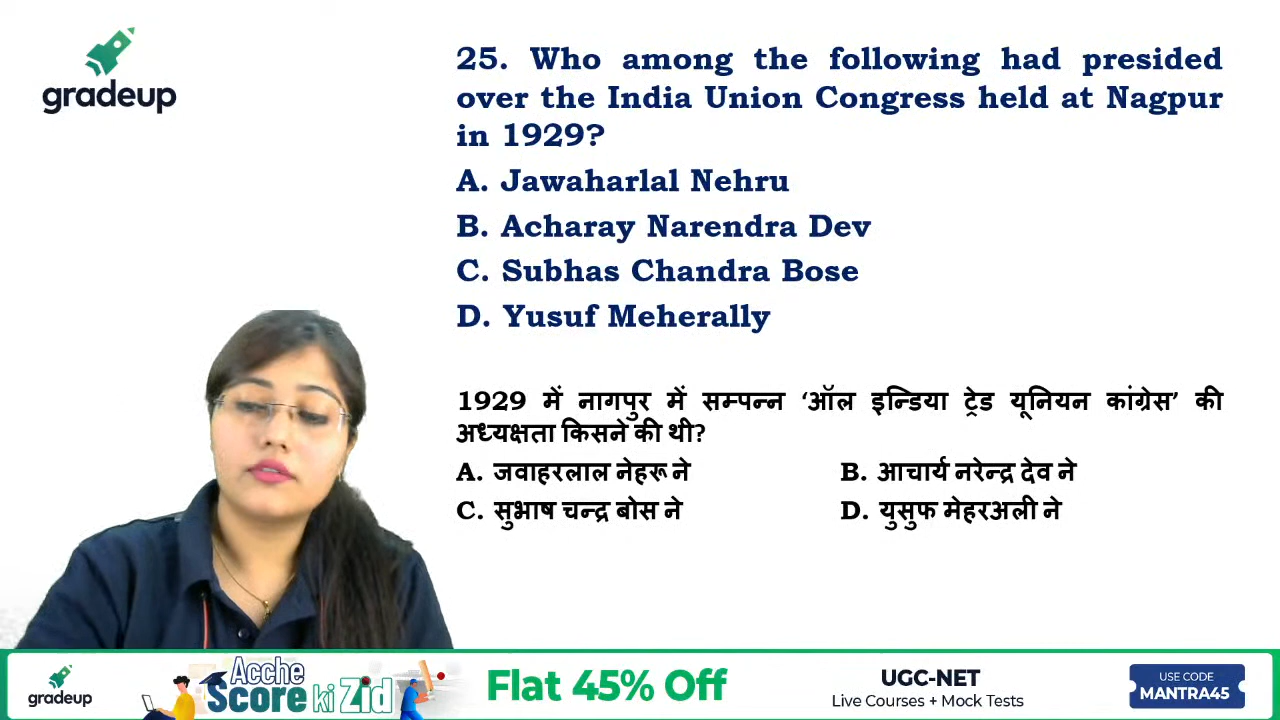 gradeup
25. Who among the following had presided
over the India Union Congress held at Nagpur
in 1929?
A. Jawaharlal Nehru
B. Acharay Narendra Dev
C. Subhas Chandra Bose
D. Yusuf Meherally
1929 में नागपुर में सम्पन्न ‘ऑल इन्डिया ट्रेड यूनियन कांग्रेस’ की
अध्यक्षता किसने की थी?
A. जवाहरलाल नेहरू ने B. आचार्य नरेन्द्र देव ने
C. सुभाष चन्द्र बोस ने D. युसुफ मेहरअली ने
gradeup
Acche
Score ki Zid
Flat 45% Off
UGC-NET
Live Courses + Mock Tests
USE CODE
MANTRA45